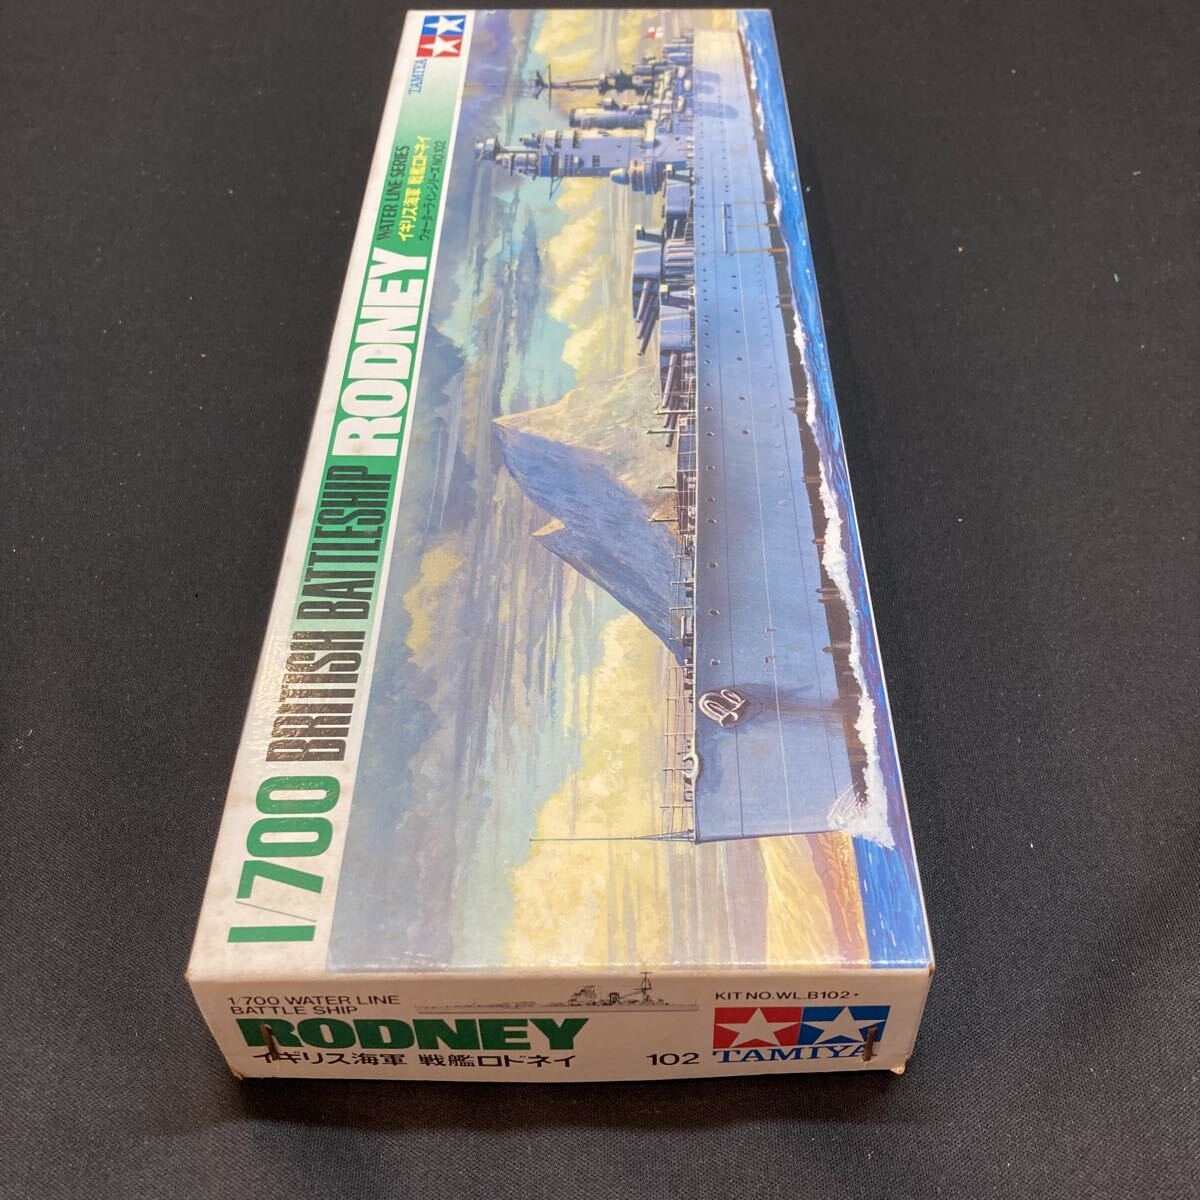 TAMIYA
WATER LINE SERIES
イギリス海軍 戦艦ロドネイ
ウォーターラインシリーズ NO.102
1/700 BRITISH BATTLESHIP RODNEY
1/700 WATER LINE
BATTLE SHIP
RODNEY
イギリス海軍 戦艦ロドネイ
102
KIT NO.WL.B102・
TAMIYA